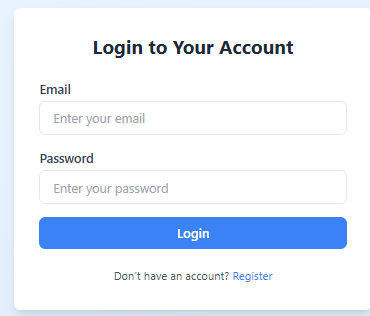 Login to Your Account
Email
Enter your email
Password
Enter your password
Login
Don't have an account? Register